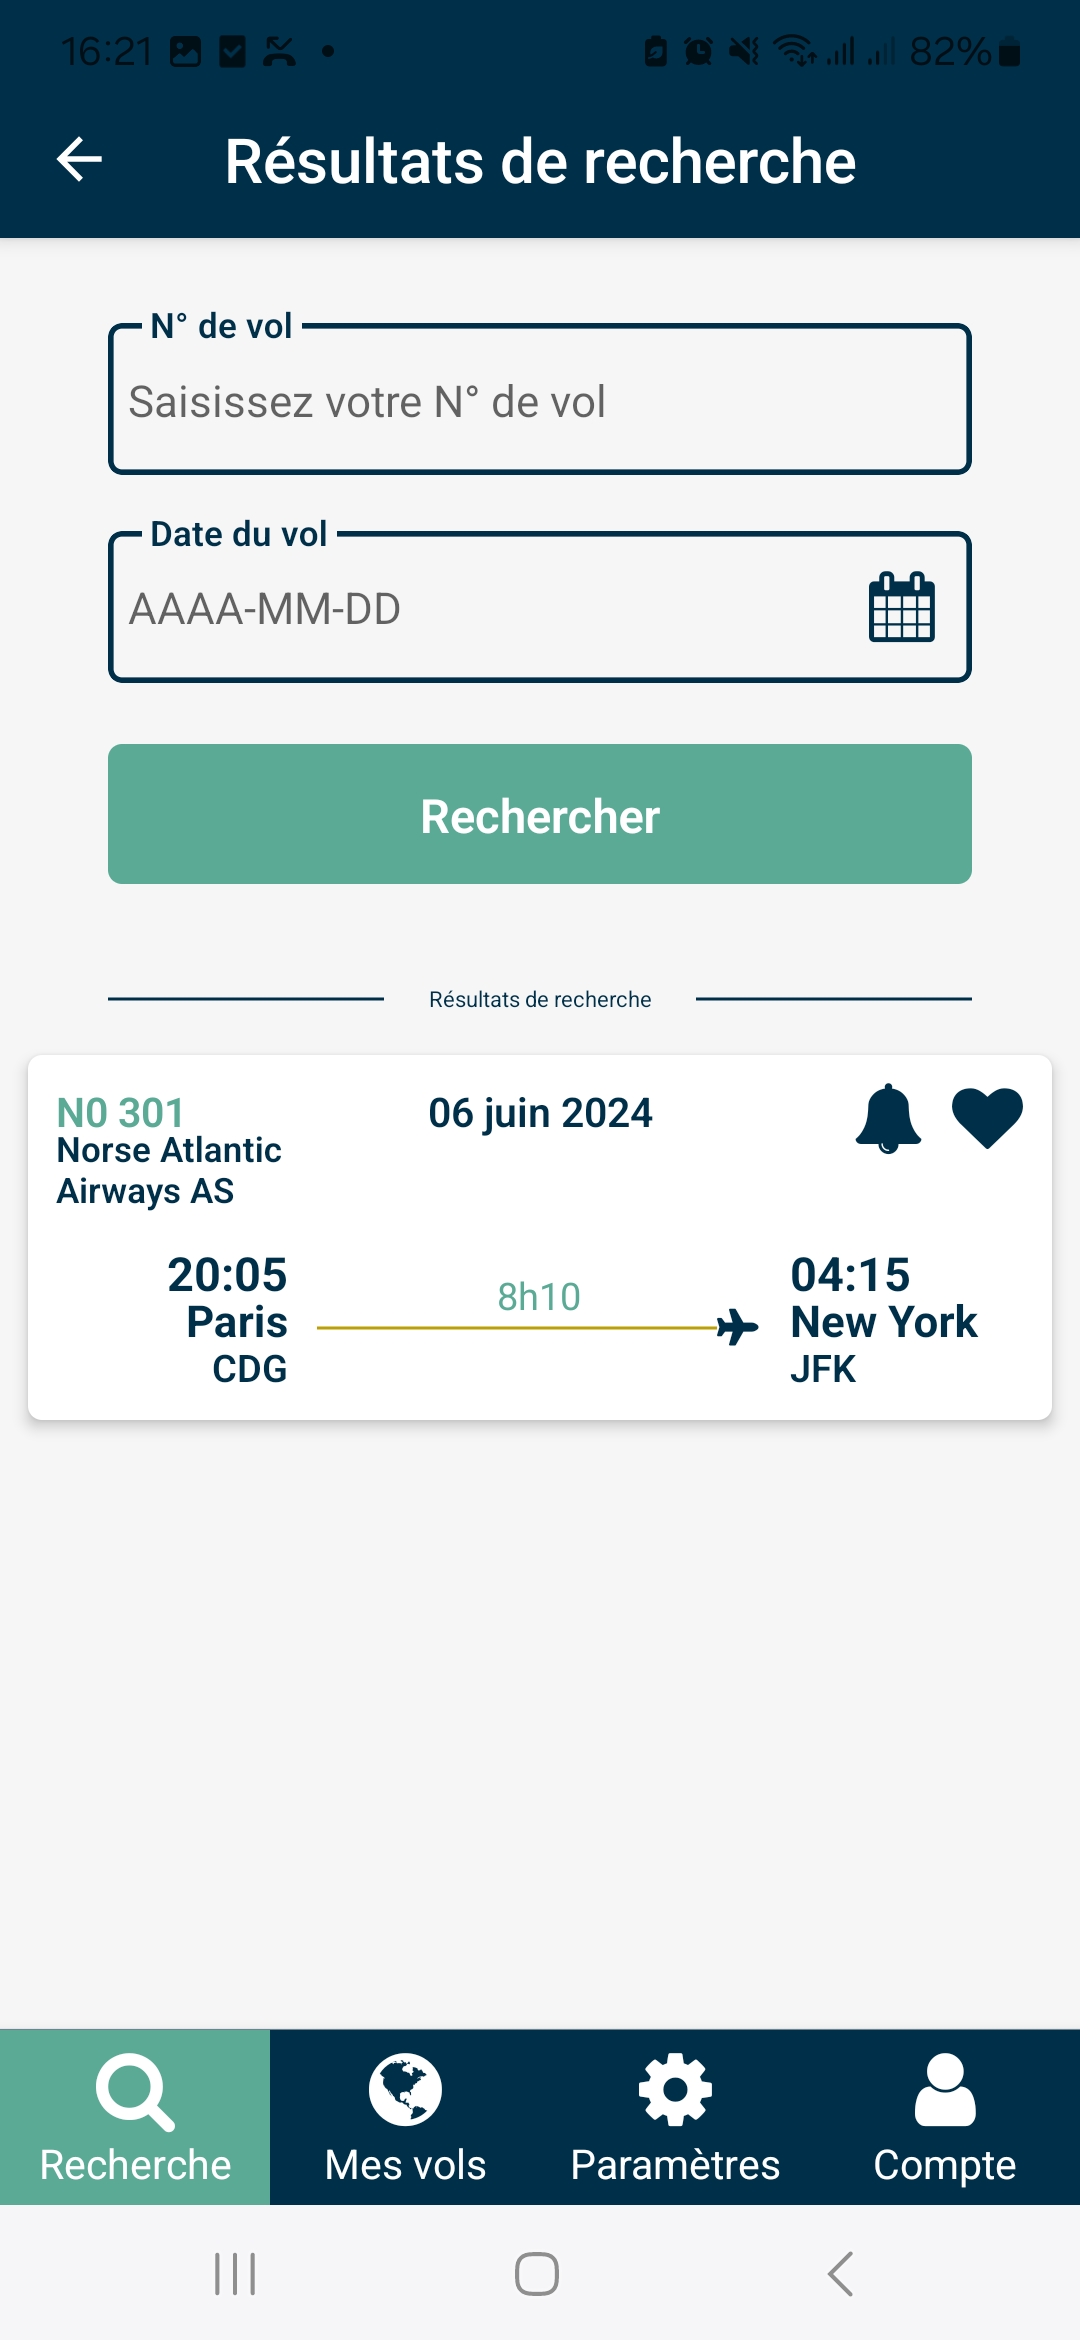 16:21
82%
Résultats de recherche
N° de vol
Saisissez votre N° de vol
Date du vol
AAAA-MM-DD
Rechercher
Résultats de recherche
N0 301
06 juin 2024
Norse Atlantic
Airways AS
20:05
8h10
04:15
Paris
New York
CDG
JFK
Recherche
Mes vols
Paramètres
Compte